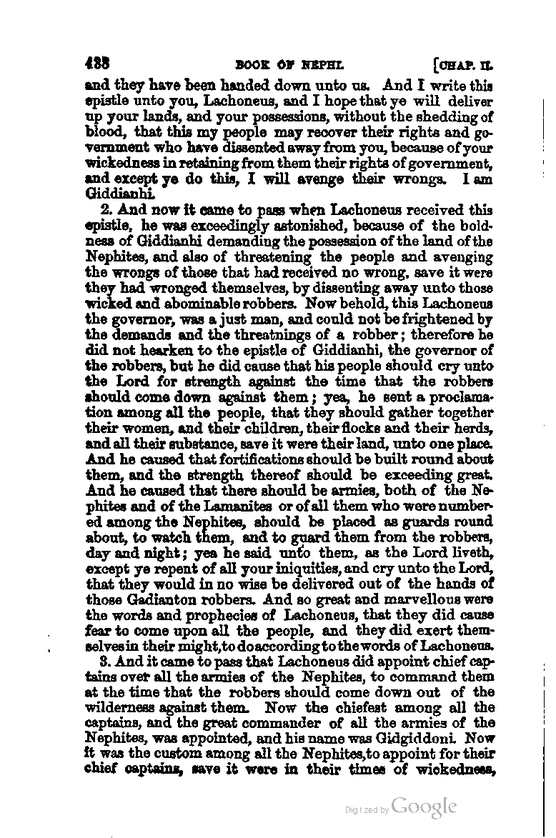 488 BOOK OF NEPHI. [CHAP. II.
and they have been handed down unto us. And I write this
epistle unto you, Lachoneus, and I hope that ye will deliver
up your lands, and your possessions, without the shedding of
blood, that this my people may recover their rights and go-
vernment who have dissented away from you, because of your
wickedness in retaining from them their rights of government,
and except ye do this, I will avenge their wrongs. I am
Giddianhi.
2. And now it came to pass when Lachoneus received this
epistle, he was exceedingly astonished, because of the bold-
ness of Giddianhi demanding the possession of the land of the
Nephites, and also of threatening the people and avenging
the wrongs of those that had received no wrong, save it were
they had wronged themselves, by dissenting away unto those
wicked and abominable robbers. Now behold, this Lachoneus
the governor, was a just man, and could not be frightened by
the demands and the threatnings of a robber; therefore he
did not hearken to the epistle of Giddianhi, the governor of
the robbers, but he did cause that his people should cry unto
the Lord for strength against the time that the robbers
should come down against them; yea, he sent a proclama-
tion among all the people, that they should gather together
their women, and their children, their flocks and their herds,
and all their substance, save it were their land, unto one place.
And he caused that fortifications should be built round about
them, and the strength thereof should be exceeding great.
And he caused that there should be armies, both of the Ne-
phites and of the Lamanites or of all them who were number-
ed among the Nephites, should be placed as guards round
about, to watch them, and to guard them from the robbers,
day and night; yea he said unto them, as the Lord liveth,
except ye repent of all your iniquities, and cry unto the Lord,
that they would in no wise be delivered out of the hands of
those Gadianton robbers. And so great and marvellous were
the words and prophecies of Lachoneus, that they did cause
fear to come upon all the people, and they did exert them-
selves in their might, to do according to the words of Lachoneus.
3. And it came to pass that Lachoneus did appoint chief cap-
tains over all the armies of the Nephites, to command them
at the time that the robbers should come down out of the
wilderness against them. Now the chiefest among all the
captains, and the great commander of all the armies of the
Nephites, was appointed, and his name was Gidgiddoni. Now
it was the custom among all the Nephites, to appoint for their
chief captains, save it were in their times of wickedness,
Digitized by Google